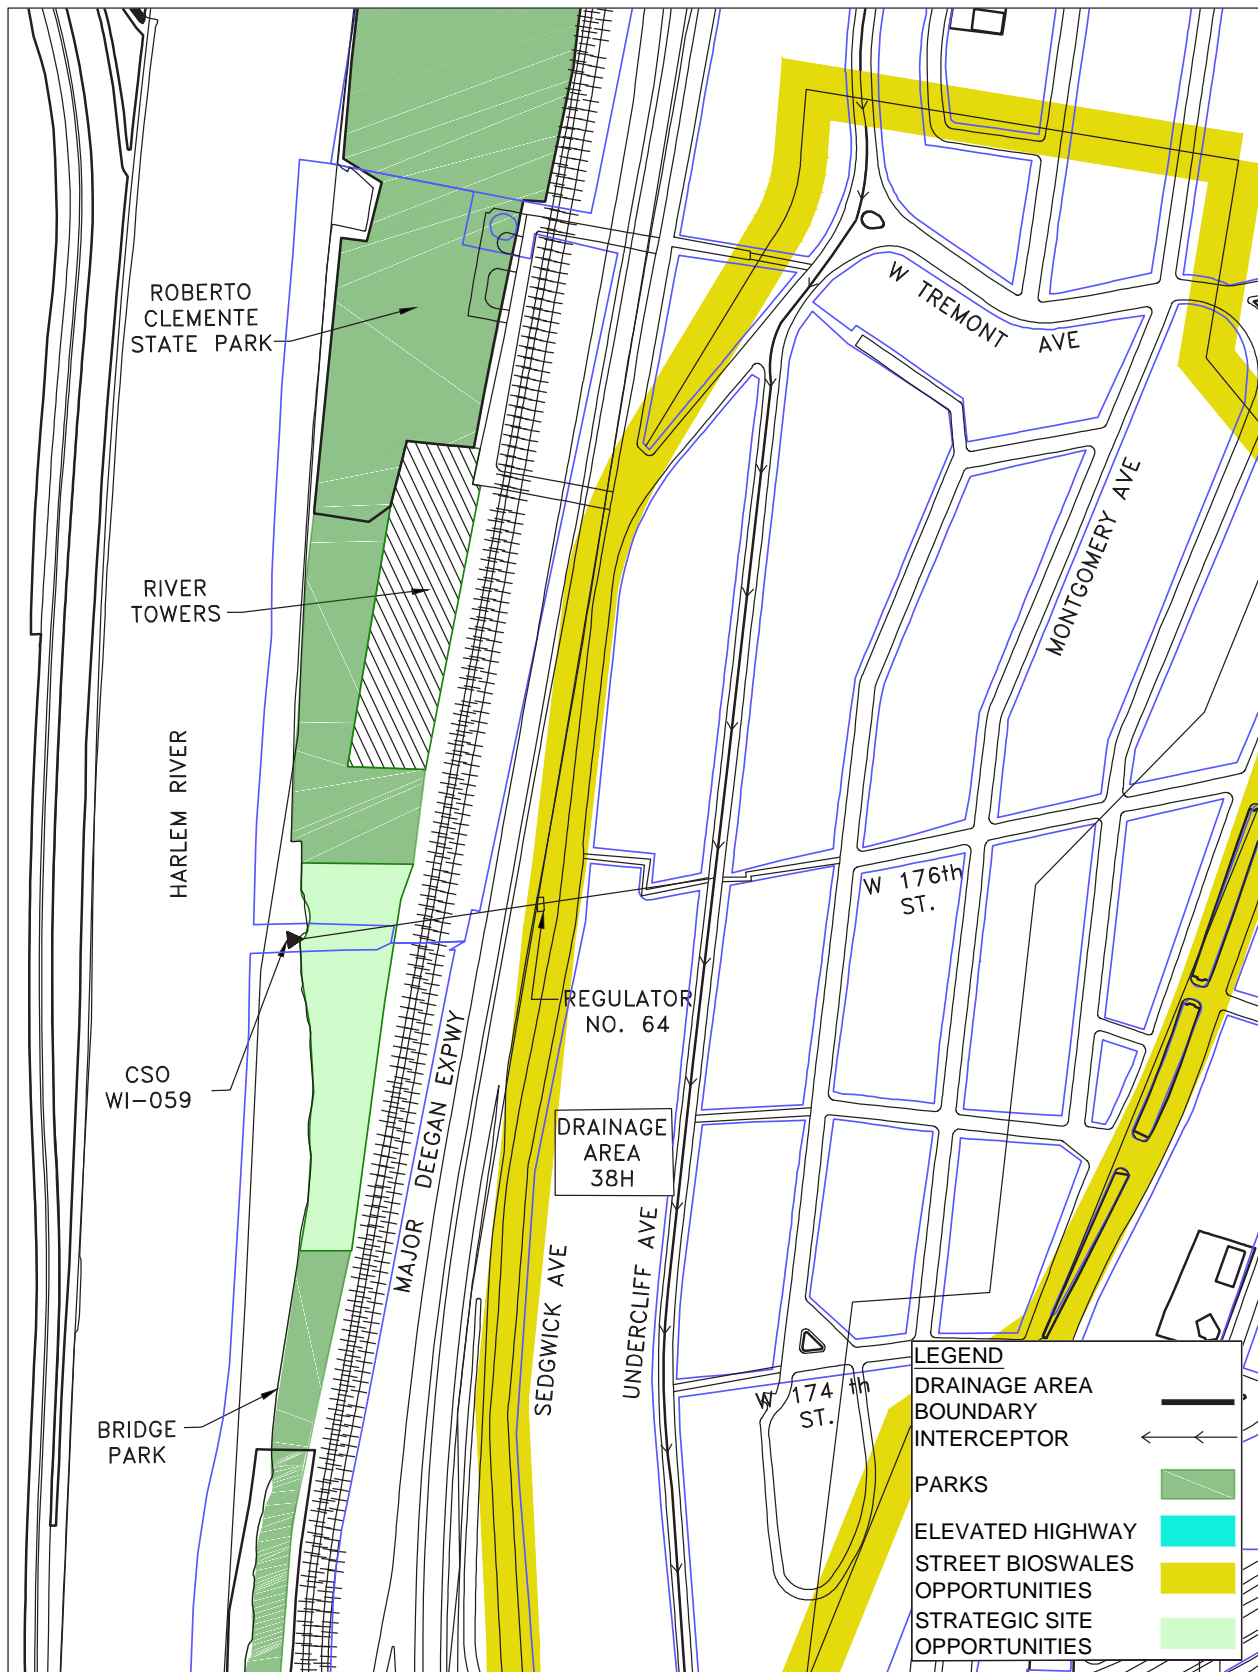 ROBERTO
CLEMENTE
STATE PARK
W TREMONT AVE
MONTGOMERY AVE
RIVER
TOWERS
HARLEM RIVER
W 176th
ST.
REGULATOR
NO. 64
CSO
WI-059
MAJOR DEEGAN EXPWY
DRAINAGE
AREA
38H
SEDGWICK AVE
UNDERCLIFF AVE
W 174 th
ST.
BRIDGE
PARK
LEGEND
DRAINAGE AREA
BOUNDARY
INTERCEPTOR
PARKS
ELEVATED HIGHWAY
STREET BIOSWALES
OPPORTUNITIES
STRATEGIC SITE
OPPORTUNITIES